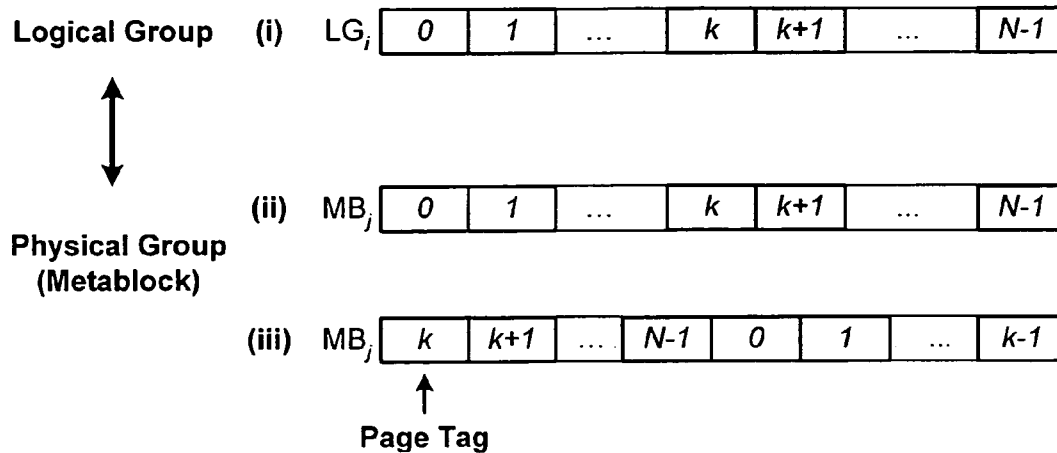 Logical Group (i) LG_i 0 1 ... k k+1 ... N-1
(ii) MB_j 0 1 ... k k+1 ... N-1
Physical Group
(Metablock)
(iii) MB_j k k+1 ... N-1 0 1 ... k-1
Page Tag